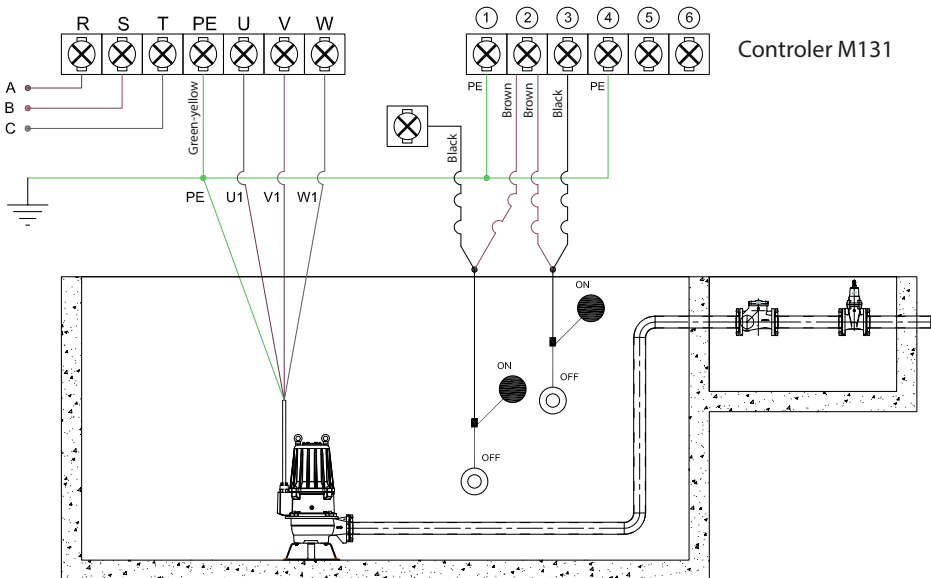 R S T PE U V W
1 2 3 4 5 6
Controler M131
A
B
C
Green-yellow
PE
Brown
Brown
Black
PE
Black
PE U1 V1 W1
ON
OFF
ON
OFF